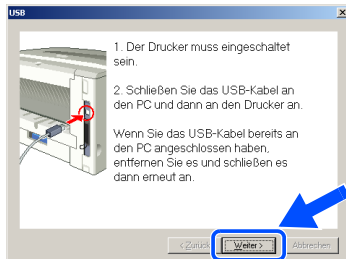 USB
1. Der Drucker muss eingeschaltet
sein.
2. Schließen Sie das USB-Kabel an
den PC und dann an den Drucker an.
Wenn Sie das USB-Kabel bereits an
den PC angeschlossen haben,
entfernen Sie es und schließen es
dann erneut an.
< Zurück Weiter > Abbrechen